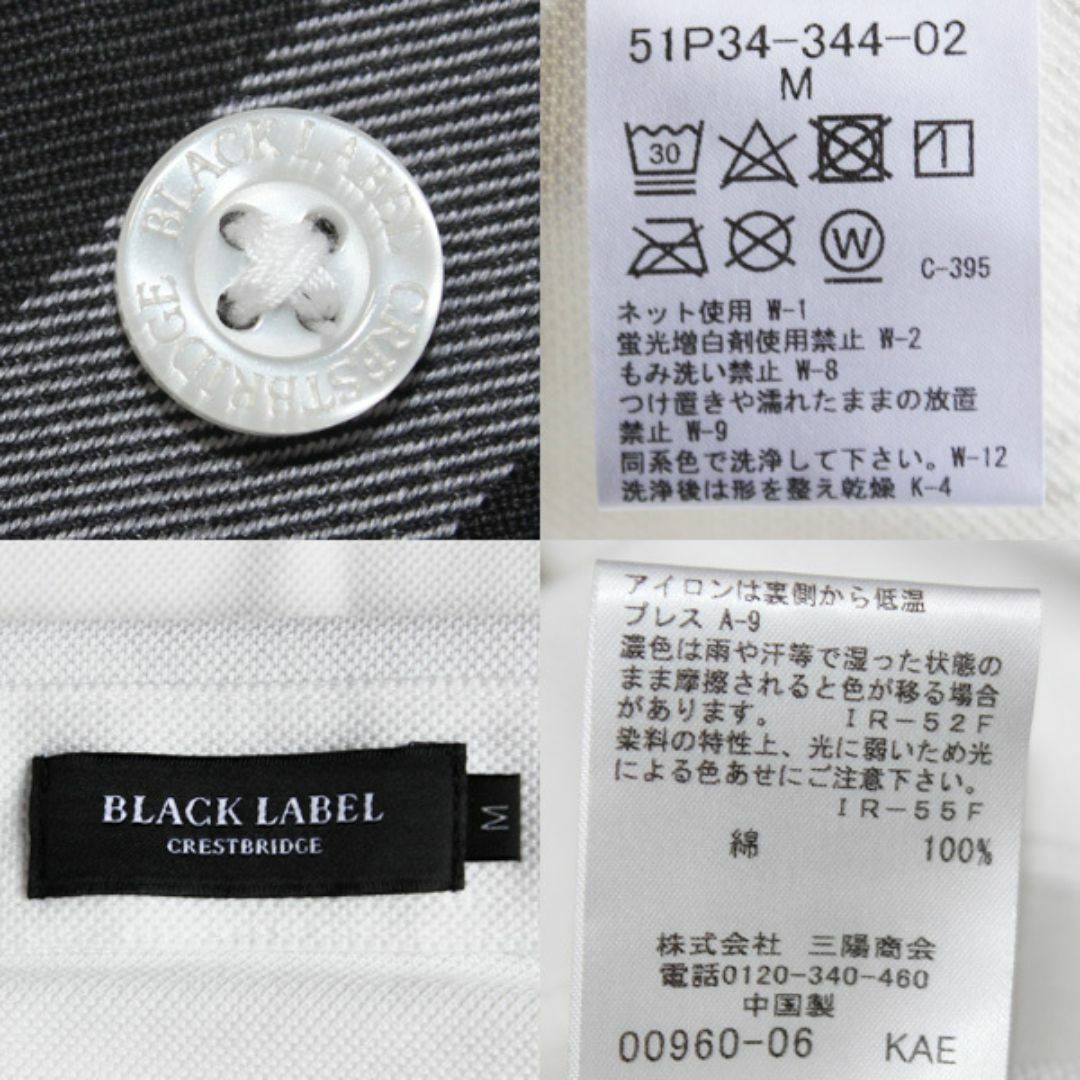 BLACK LABEL CRESTBRIDGE
51P34-344-02
M
30
W
C-395
ネット使用 W-1
蛍光増白剤使用禁止 W-2
もみ洗い禁止 W-8
つけ置きや濡れたままの放置
禁止 W-9
同系色で洗浄して下さい。W-12
洗浄後は形を整え乾燥 K-4
BLACK LABEL
CRESTBRIDGE
M
アイロンは裏側から低温
プレス A-9
濃色は雨や汗等で湿った状態の
まま摩擦されると色が移る場合
があります。 IR-52F
染料の特性上、光に弱いため光
による色あせにご注意下さい。
IR-55F
綿 100%
株式会社 三陽商会
電話0120-340-460
中国製
00960-06 KAE